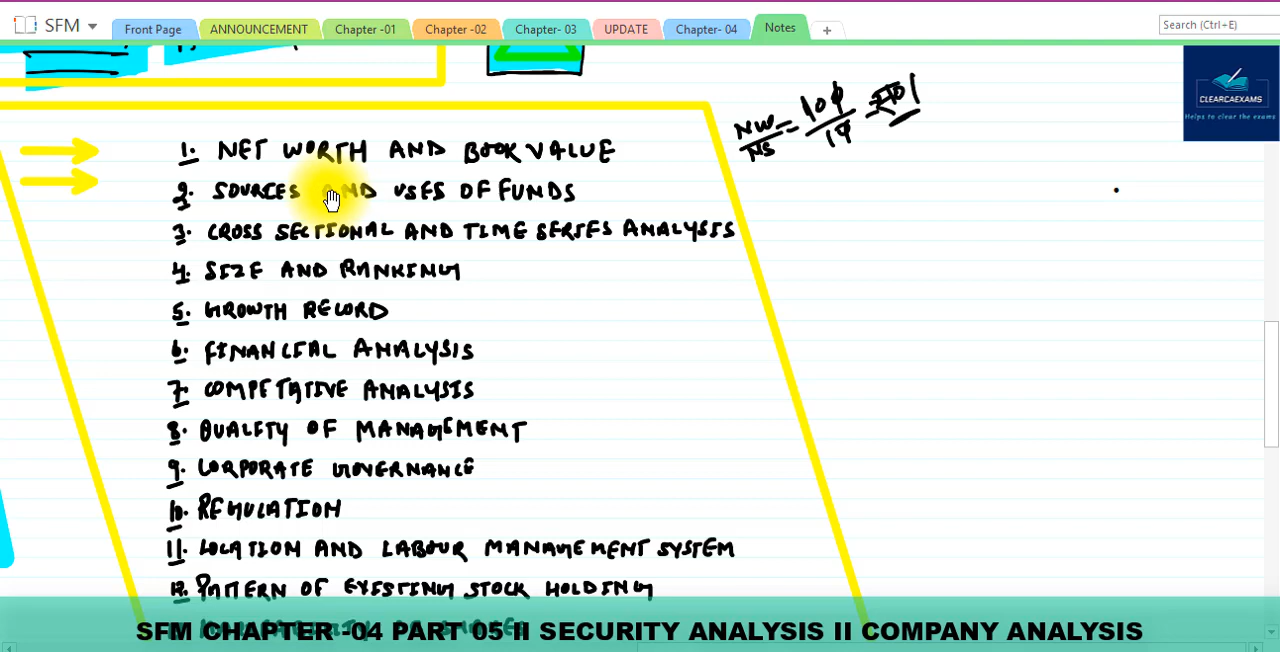 SFM
Front Page
ANNOUNCEMENT
Chapter -01
Chapter -02
Chapter- 03
UPDATE
Chapter- 04
Notes
+
Search (Ctrl+E)
CLEARCAEXAMS
Helps to clear the exams
NW/NS =
1. NET WORTH AND BOOK VALUE
2. SOURCES AND USES OF FUNDS
3. CROSS SECTIONAL AND TIME SERIES ANALYSIS
4. SIZE AND RANKING
5. GROWTH RECORD
6. FINANCIAL ANALYSIS
7. COMPETATIVE ANALYSIS
8. QUALITY OF MANAGEMENT
9. CORPORATE GOVERNANCE
10. REGULATION
11. LOCATION AND LABOUR MANAGEMENT SYSTEM
12. PATTERN OF EXISTING STOCK HOLDING
SFM CHAPTER -04 PART 05 II SECURITY ANALYSIS II COMPANY ANALYSIS